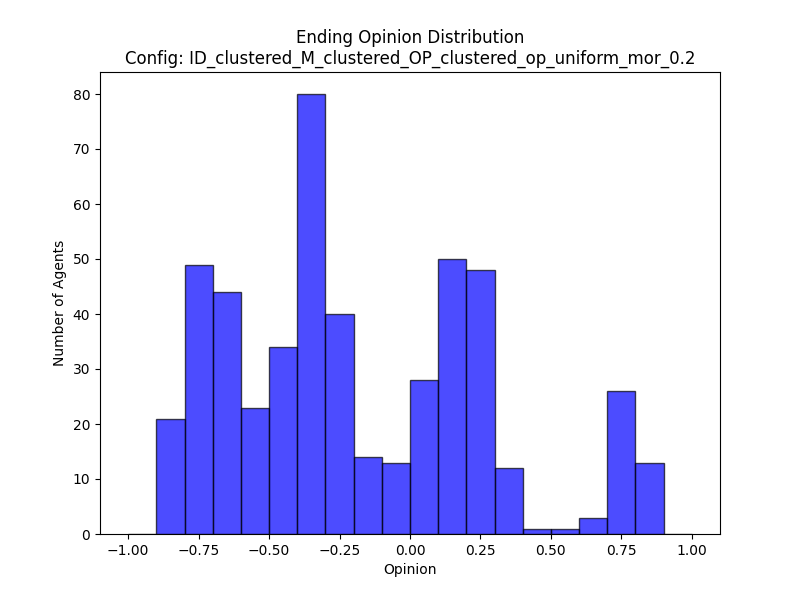 Ending Opinion Distribution
Config: ID_clustered_M_clustered_OP_clustered_op_uniform_mor_0.2
80
70
60
50
40
30
20
10
0
Number of Agents
−1.00 −0.75 −0.50 −0.25 0.00 0.25 0.50 0.75 1.00
Opinion